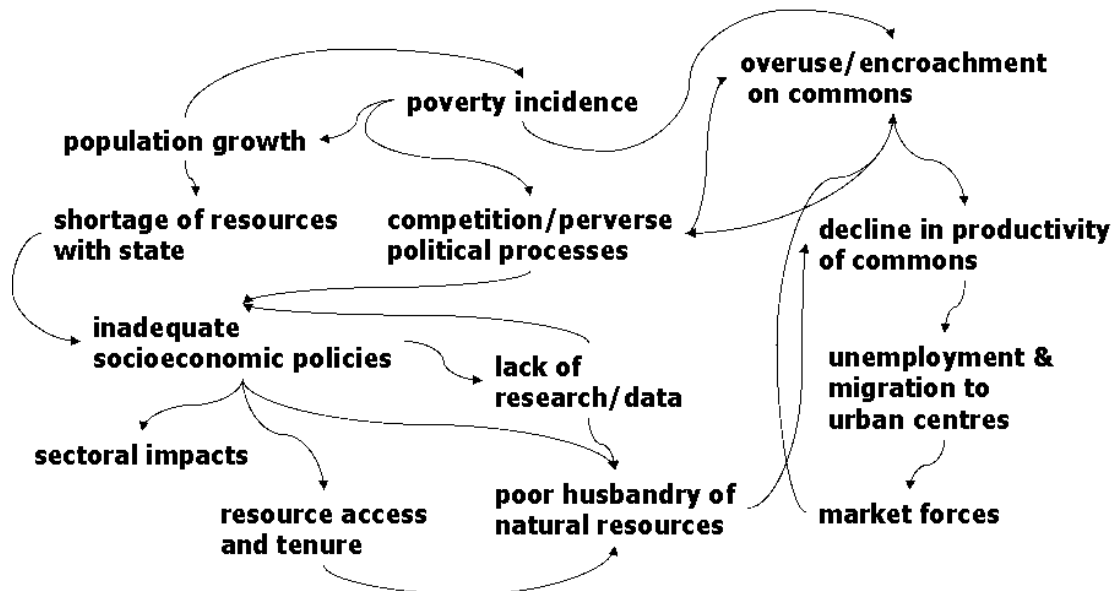 overuse/encroachment
on commons
poverty incidence
population growth
shortage of resources
with state
competition/perverse
political processes
decline in productivity
of commons
inadequate
socioeconomic policies
lack of
research/data
unemployment &
migration to
urban centres
sectoral impacts
resource access
and tenure
poor husbandry of
natural resources
market forces